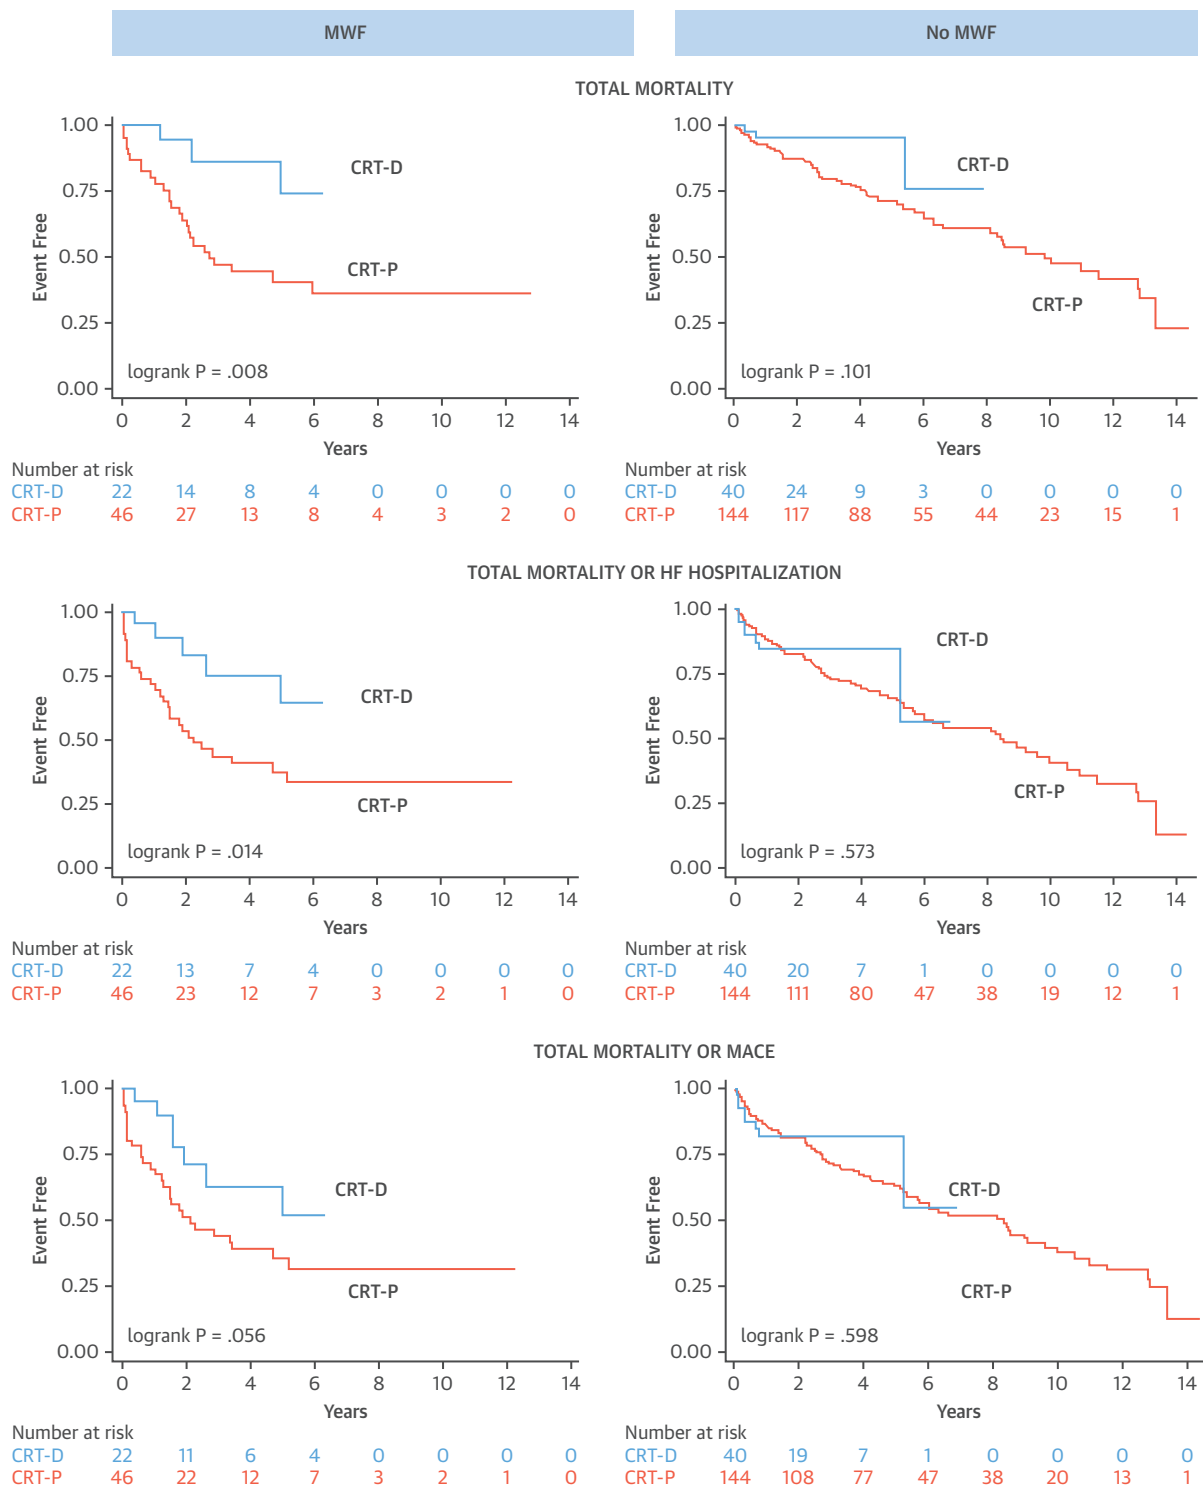 MWF No MWF
TOTAL MORTALITY
1.00 0.75 0.50 0.25 0.00
Event Free
CRT-D
CRT-P
logrank P = .008
0 2 4 6 8 10 12 14
Years
Number at risk
CRT-D 22 14 8 4 0 0 0 0
CRT-P 46 27 13 8 4 3 2 0
1.00 0.75 0.50 0.25 0.00
Event Free
CRT-D
CRT-P
logrank P = .101
0 2 4 6 8 10 12 14
Years
Number at risk
CRT-D 40 24 9 3 0 0 0 0
CRT-P 144 117 88 55 44 23 15 1
TOTAL MORTALITY OR HF HOSPITALIZATION
1.00 0.75 0.50 0.25 0.00
Event Free
CRT-D
CRT-P
logrank P = .014
0 2 4 6 8 10 12 14
Years
Number at risk
CRT-D 22 13 7 4 0 0 0 0
CRT-P 46 23 12 7 3 2 1 0
1.00 0.75 0.50 0.25 0.00
Event Free
CRT-D
CRT-P
logrank P = .573
0 2 4 6 8 10 12 14
Years
Number at risk
CRT-D 40 20 7 1 0 0 0 0
CRT-P 144 111 80 47 38 19 12 1
TOTAL MORTALITY OR MACE
1.00 0.75 0.50 0.25 0.00
Event Free
CRT-D
CRT-P
logrank P = .056
0 2 4 6 8 10 12 14
Years
Number at risk
CRT-D 22 11 6 4 0 0 0 0
CRT-P 46 22 12 7 3 2 1 0
1.00 0.75 0.50 0.25 0.00
Event Free
CRT-D
CRT-P
logrank P = .598
0 2 4 6 8 10 12 14
Years
Number at risk
CRT-D 40 19 7 1 0 0 0 0
CRT-P 144 108 77 47 38 20 13 1